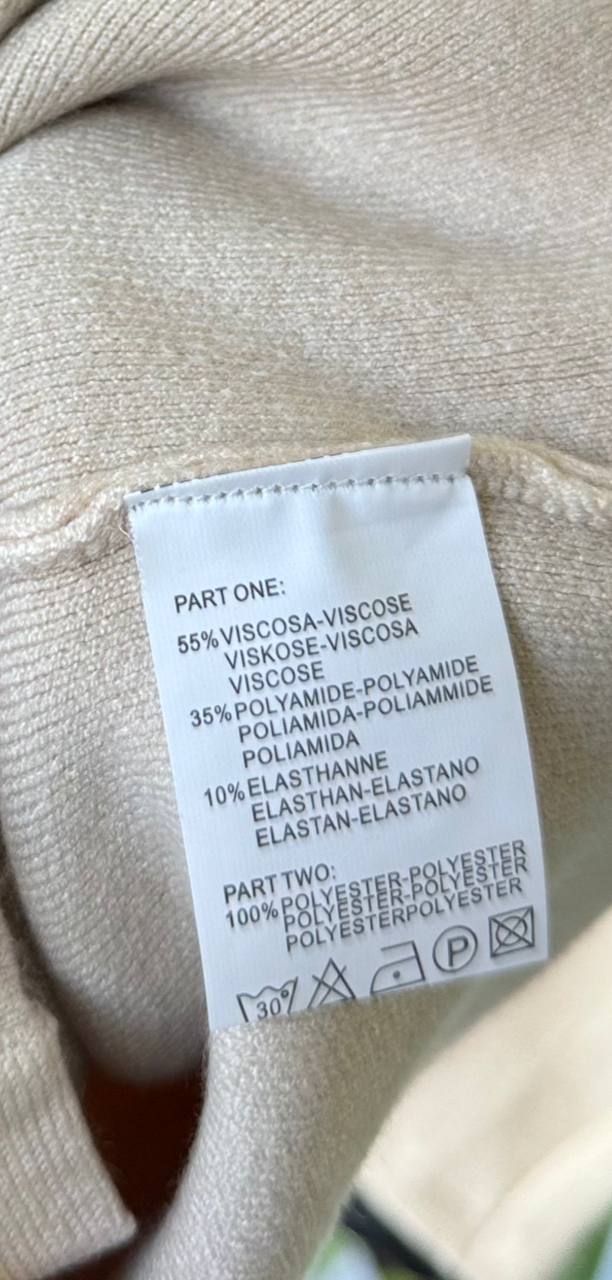 PART ONE:
55% VISCOSA-VISCOSE
VISKOSE-VISCOSA
VISCOSE
35% POLYAMIDE-POLYAMIDE
POLIAMIDA-POLIAMMIDE
POLIAMIDA
10% ELASTHANNE
ELASTHAN-ELASTANO
ELASTAN-ELASTANO
PART TWO:
100% POLYESTER-POLYESTER
POLYESTER-POLYESTER
POLYESTERPOLYESTER
30° P